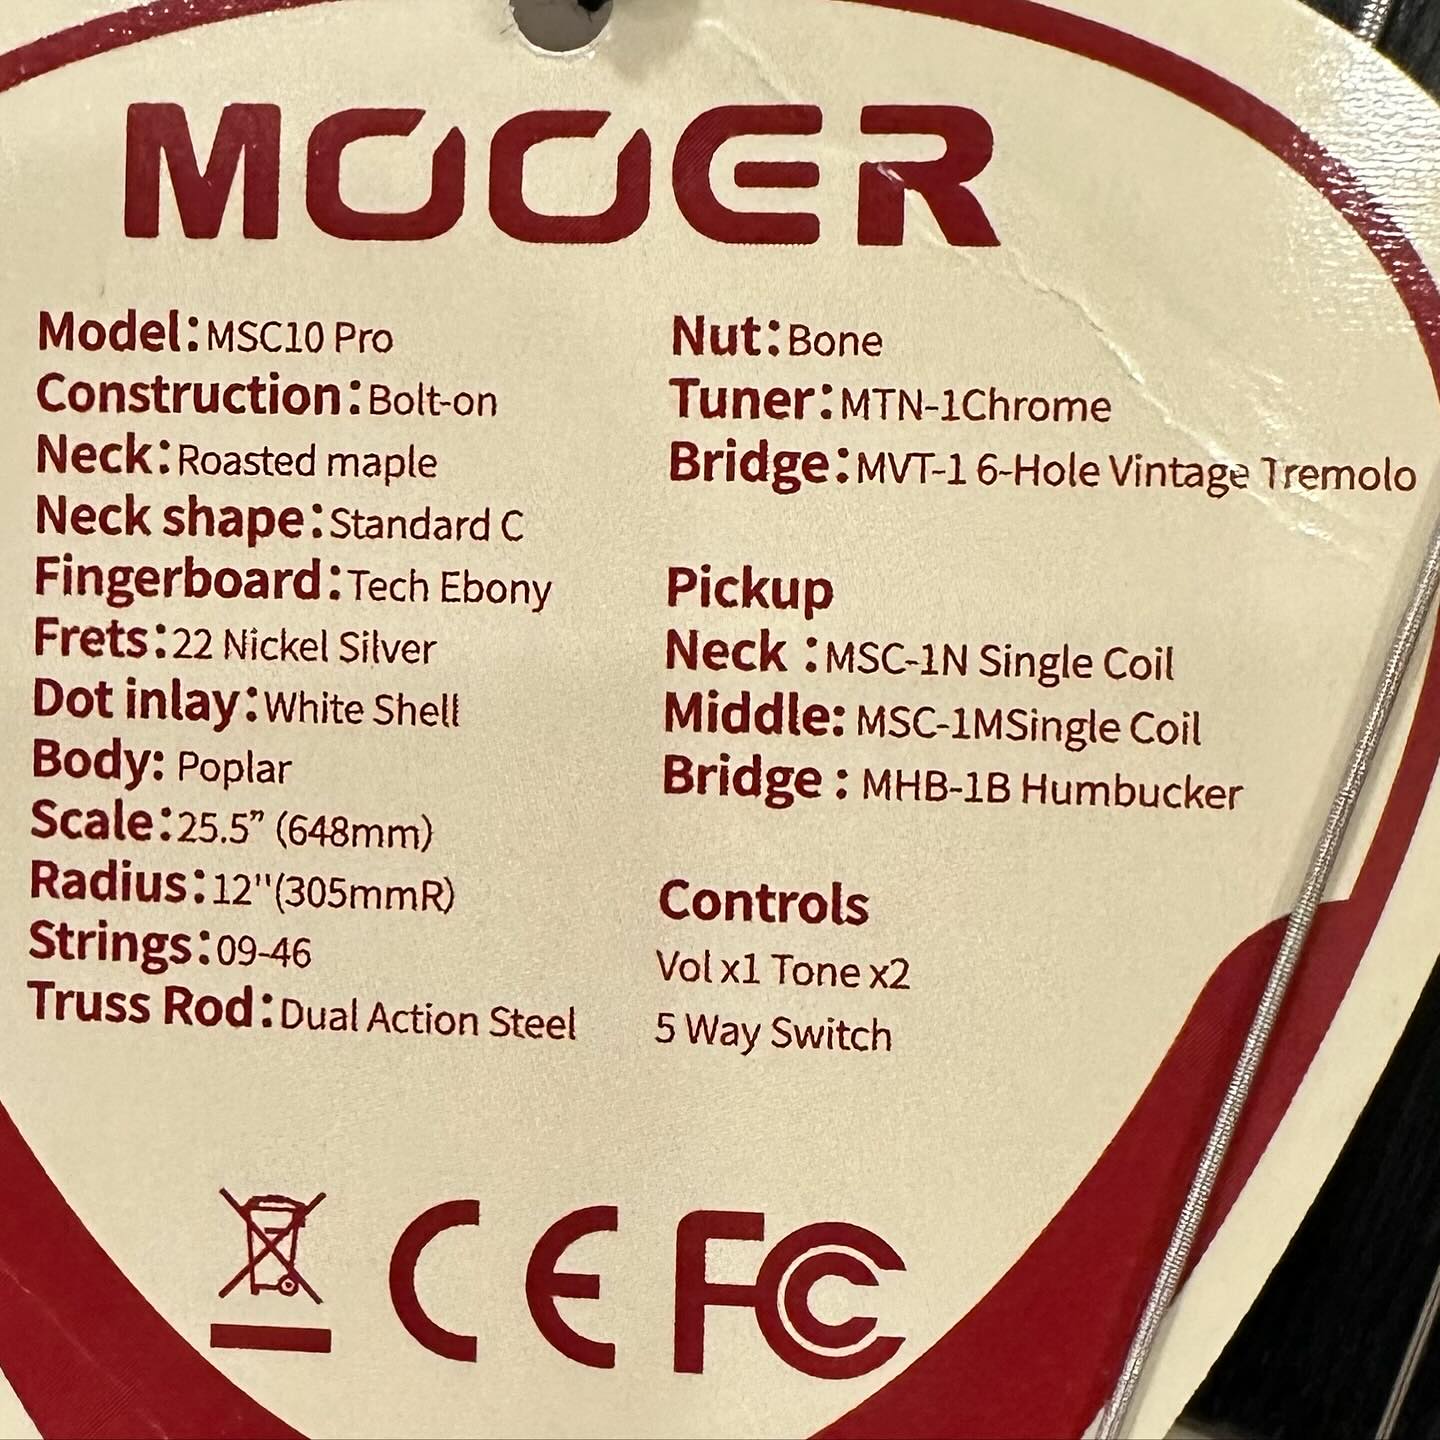 MOOER
Model:MSC10 Pro
Construction:Bolt-on
Neck:Roasted maple
Neck shape:Standard C
Fingerboard:Tech Ebony
Frets:22 Nickel Silver
Dot inlay:White Shell
Body: Poplar
Scale:25.5” (648mm)
Radius:12''(305mmR)
Strings:09-46
Truss Rod:Dual Action Steel
Nut:Bone
Tuner:MTN-1Chrome
Bridge:MVT-1 6-Hole Vintage Tremolo
Pickup
Neck :MSC-1N Single Coil
Middle: MSC-1MSingle Coil
Bridge : MHB-1B Humbucker
Controls
Vol x1 Tone x2
5 Way Switch
CE FC